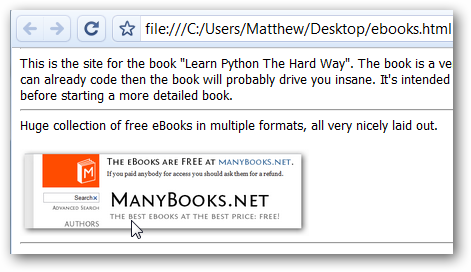 file:///C:/Users/Matthew/Desktop/ebooks.html
This is the site for the book "Learn Python The Hard Way". The book is a ve
can already code then the book will probably drive you insane. It's intended
before starting a more detailed book.
Huge collection of free eBooks in multiple formats, all very nicely laid out.
The eBooks are FREE at manybooks.net.
If you paid anybody for access you should ask them for a refund.
Search×
Advanced Search
ManyBooks.net
the best ebooks at the best price: free!
AUTHORS